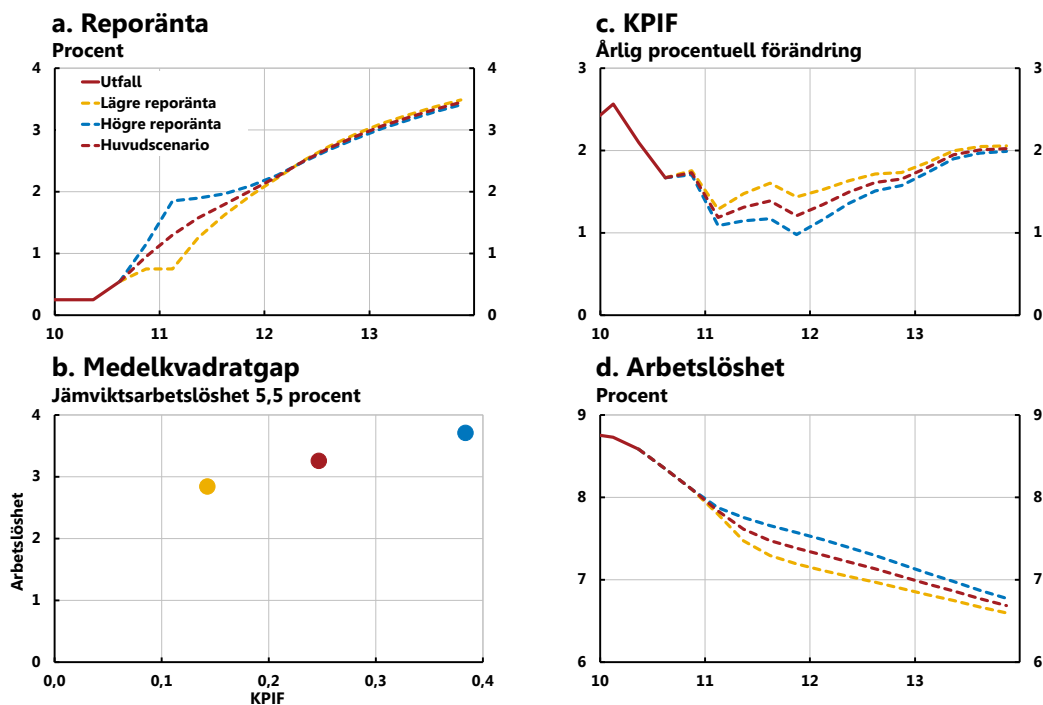 a. Reporänta
Procent
4 4
Utfall
Lägre reporänta
Högre reporänta
Huvudscenario
3 3
2 2
1 1
0 0
10 11 12 13
c. KPIF
Årlig procentuell förändring
3 3
2 2
1 1
0 0
10 11 12 13
b. Medelkvadratgap
Jämviktsarbetslöshet 5,5 procent
Arbetslöshet
4
3
2
1
0
0,0 0,1 0,2 0,3 0,4
KPIF
d. Arbetslöshet
Procent
9 9
8 8
7 7
6 6
10 11 12 13